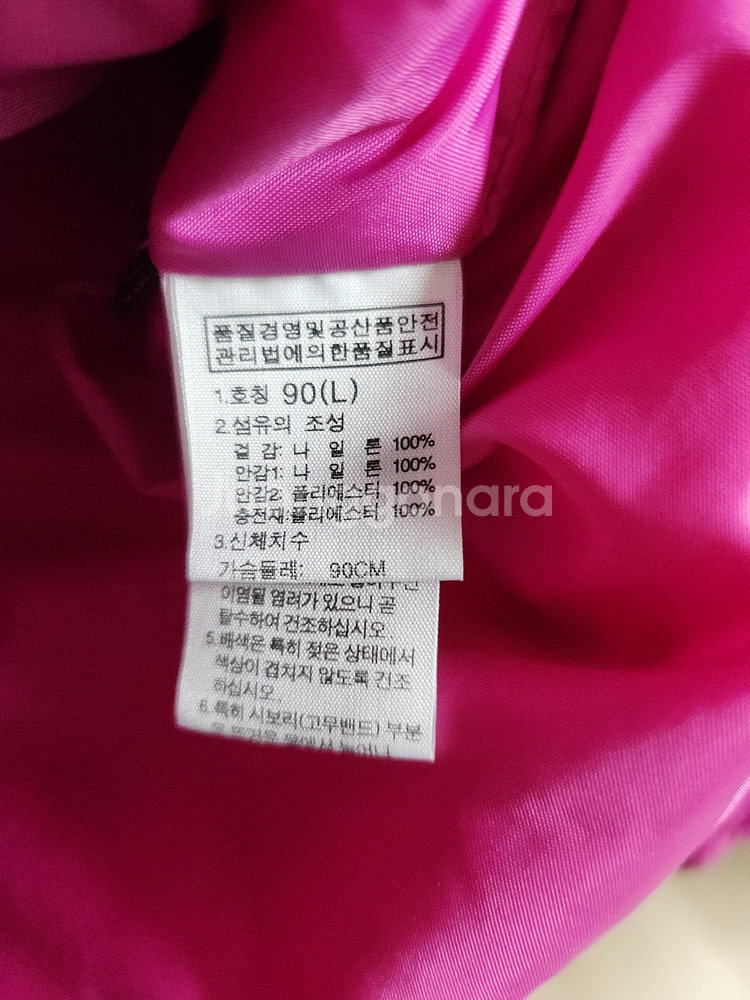 품질경영및공산품안전
관리법에의한품질표시
1.호칭 90(L)
2.섬유의 조성
겉 감: 나 일 론 100%
안감1: 나 일 론 100%
안감2: 폴리에스터 100%
충전재:폴리에스터 100%
nara
3.신체치수
가슴둘레: 90CM
이염될 염려가 있으니 곧
탈수하여 건조하십시오
5.배색은 특히 젖은 상태에서
색상이 겹치지 않도록 건조
하십시오.
6.특히 시보리(고무밴드) 부분